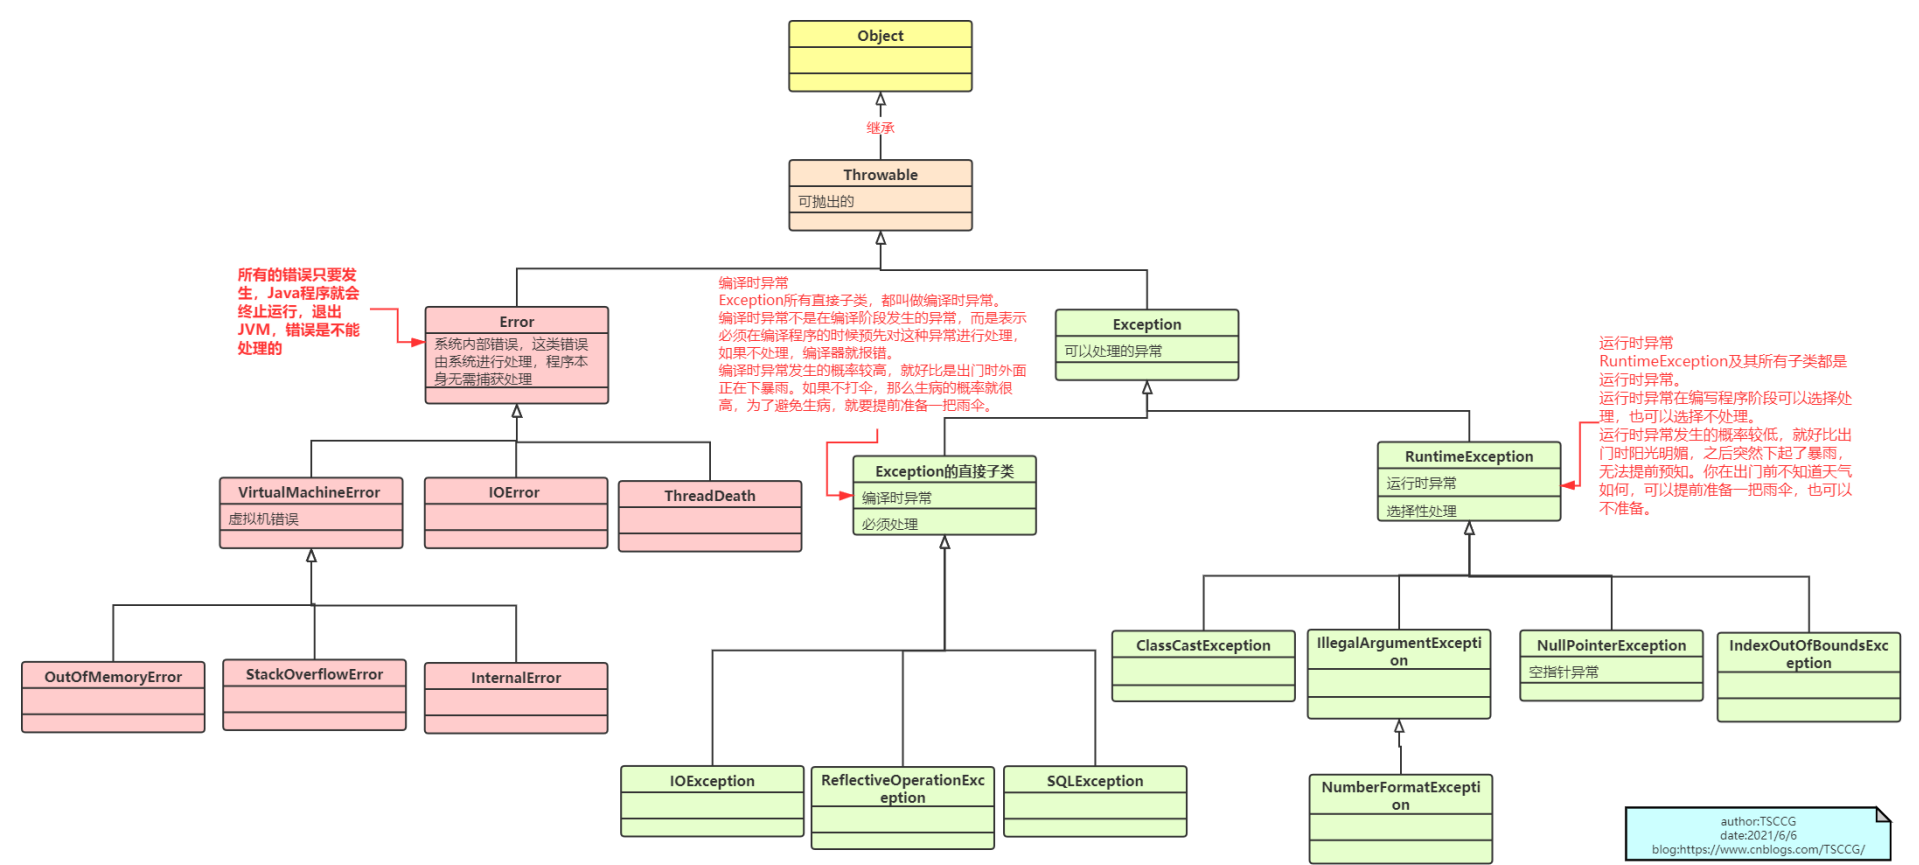 Object
继承
Throwable
可抛出的
所有的错误只要发
生，Java程序就会
终止运行，退出
JVM，错误是不能
处理的
Error
系统内部错误，这类错误
由系统进行处理，程序本
身无需捕获处理
编译时异常
Exception所有直接子类，都叫做编译时异常。
编译时异常不是在编译阶段发生的异常，而是表示
必须在编译程序的时候预先对这种异常进行处理，
如果不处理，编译器就报错。
编译时异常发生的概率较高，就好比是出门时外面
正在下暴雨。如果不打伞，那么生病的概率就很
高，为了避免生病，就要提前准备一把雨伞。
Exception
可以处理的异常
运行时异常
RuntimeException及其所有子类都是
运行时异常。
运行时异常在编写程序阶段可以选择处
理，也可以选择不处理。
运行时异常发生的概率较低，就好比出
门时阳光明媚，之后突然下起了暴雨，
无法提前预知。你在出门前不知道天气
如何，可以提前准备一把雨伞，也可以
不准备。
VirtualMachineError
虚拟机错误
IOError
ThreadDeath
Exception的直接子类
编译时异常
必须处理
RuntimeException
运行时异常
选择性处理
OutOfMemoryError
StackOverflowError
InternalError
ClassCastException
IllegalArgumentExcepti
on
NullPointerException
空指针异常
IndexOutOfBoundsExc
eption
IOException
ReflectiveOperationExc
eption
SQLException
NumberFormatExcepti
on
author:TSCCG
date:2021/6/6
blog:https://www.cnblogs.com/TSCCG/